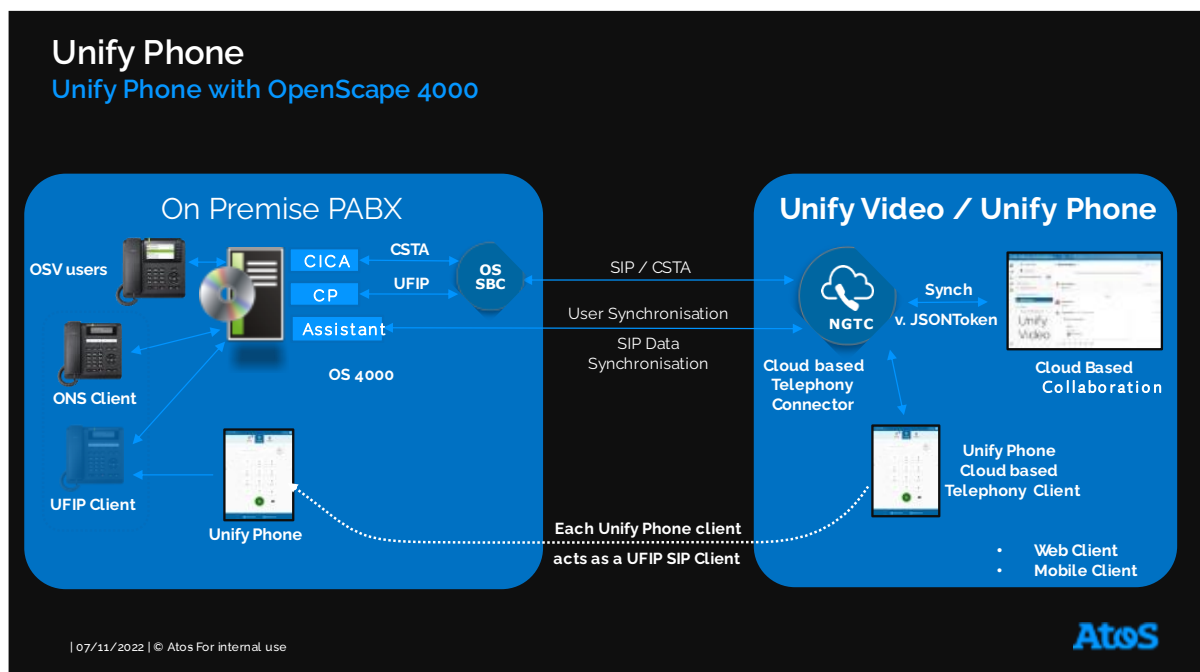 Unify Phone
Unify Phone with OpenScape 4000
On Premise PABX
OSV users
CICA
CP
Assistant
CSTA
UFIP
OS
SBC
OS 4000
ONS Client
UFIP Client
Unify Phone
SIP / CSTA
User Synchronisation
SIP Data
Synchronisation
Each Unify Phone client
acts as a UFIP SIP Client
Unify Video / Unify Phone
NGTC
Synch
v. JSONToken
Unify
Video
Cloud based
Telephony
Connector
Cloud Based
Collaboration
Unify Phone
Cloud based
Telephony Client
• Web Client
• Mobile Client
| 07/11/2022 | © Atos For internal use
Atos